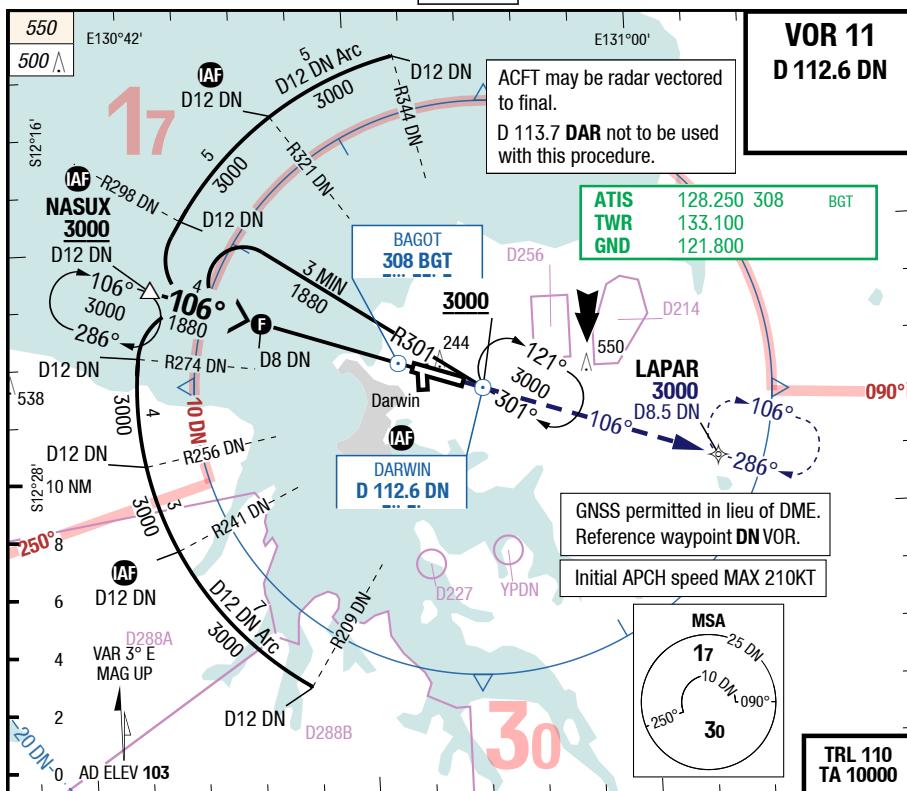 550
500
E130°42'
E131°00'
VOR 11
D 112.6 DN
ACFT may be radar vectored
to final.
D 113.7 DAR not to be used
with this procedure.
ATIS 128.250 308 BGT
TWR 133.100
GND 121.800
5
D12 DN Arc
3000
D12 DN
IAF
D12 DN
R344 DN
R321 DN
17
S12°16'
5
3000
IAF
NASUX
3000
D12 DN
R298 DN
D12 DN
106°
3000
286°
4
106°
1880
3 MIN
1880
F
D8 DN
BAGOT
308 BGT
3000
D256
D214
R301
244
550
121°
3000
301°
LAPAR
3000
D8.5 DN
106°
106°
286°
090°
Darwin
IAF
DARWIN
D 112.6 DN
D12 DN
R274 DN
538
3000
4
10 DN
D12 DN
R256 DN
S12°28'
10 NM
3
3000
R241 DN
250°
8
6
4
2
0
IAF
D12 DN
7
D12 DN Arc
3000
R209 DN
D12 DN
D227
YPDN
D288A
D288B
GNSS permitted in lieu of DME.
Reference waypoint DN VOR.
Initial APCH speed MAX 210KT
VAR 3° E
MAG UP
AD ELEV 103
20 DN
30
MSA
17
25 DN
10 DN
090°
250°
30
TRL 110
TA 10000